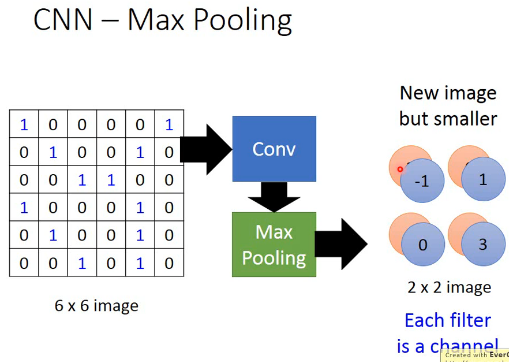 CNN – Max Pooling
1 0 0 0 0 1
0 1 0 0 1 0
0 0 1 1 0 0
1 0 0 0 1 0
0 1 0 0 1 0
0 0 1 0 1 0
6 x 6 image
Conv
Max
Pooling
New image
but smaller
-1 1
0 3
2 x 2 image
Each filter
is a channel
Created with